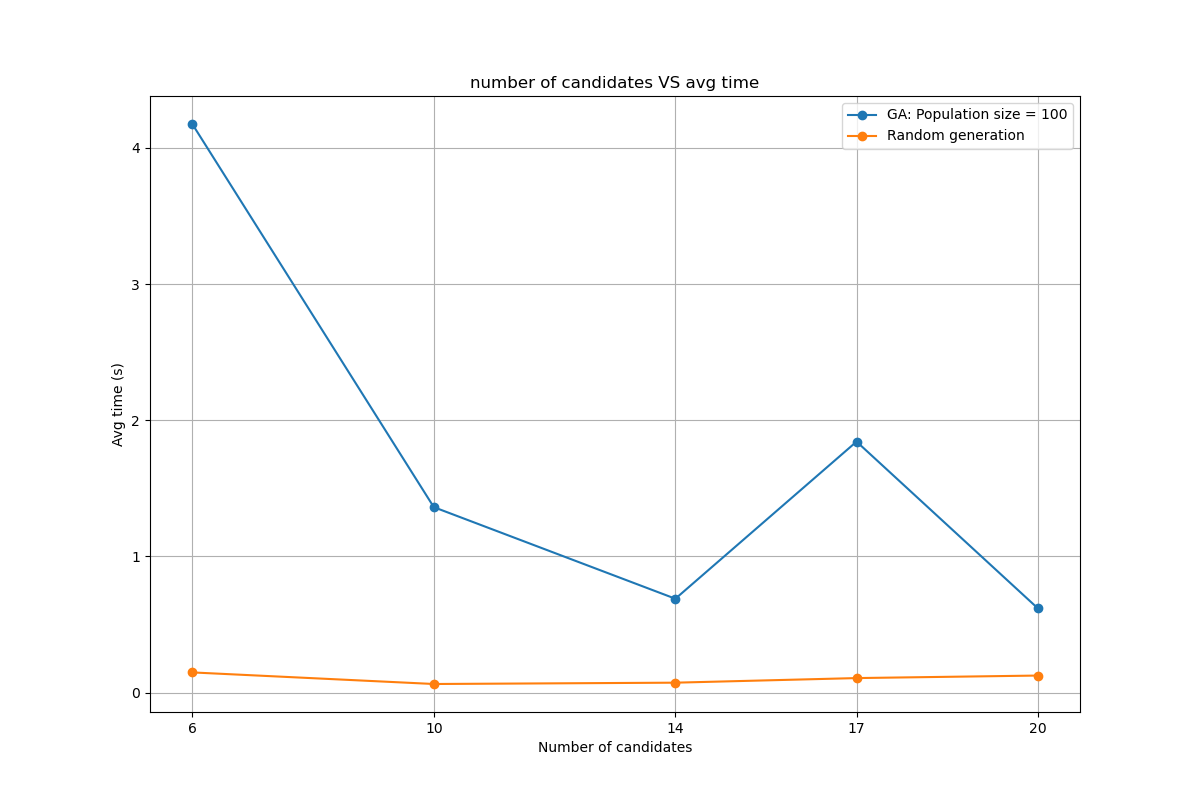 number of candidates VS avg time
GA: Population size = 100
Random generation
Avg time (s)
4
3
2
1
0
6 10 14 17 20
Number of candidates